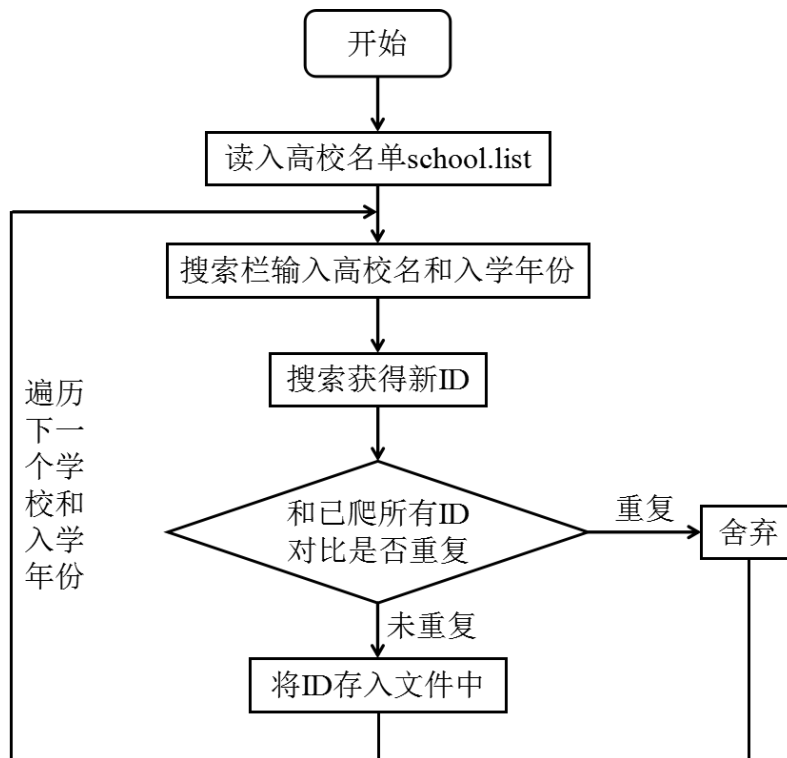 开始
读入高校名单school.list
搜索栏输入高校名和入学年份
搜索获得新ID
遍历
下一
个学
校和
入学
年份
和已爬所有ID
对比是否重复
重复
舍弃
未重复
将ID存入文件中